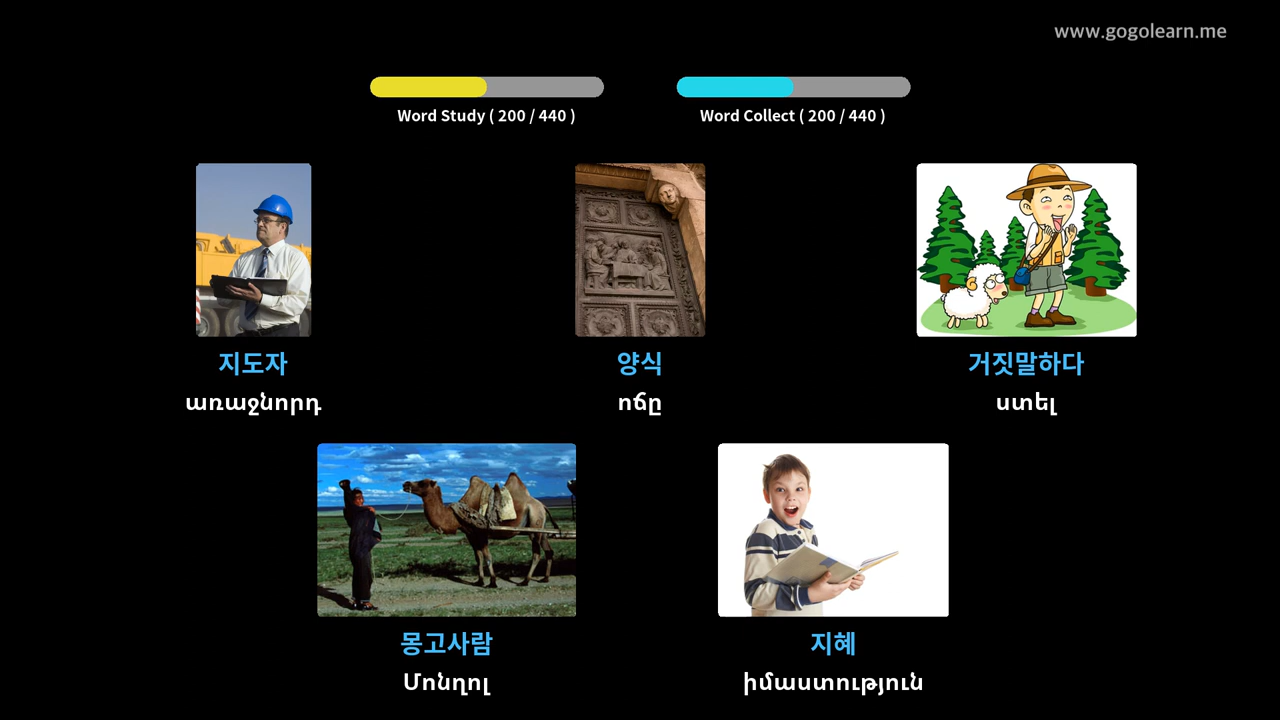 www.gogolearn.me
Word Study ( 200 / 440 )
Word Collect ( 200 / 440 )
지도자
առաջնորդ
양식
ոճը
거짓말하다
ստել
몽고사람
Մոնղոլ
지혜
իմաստություն